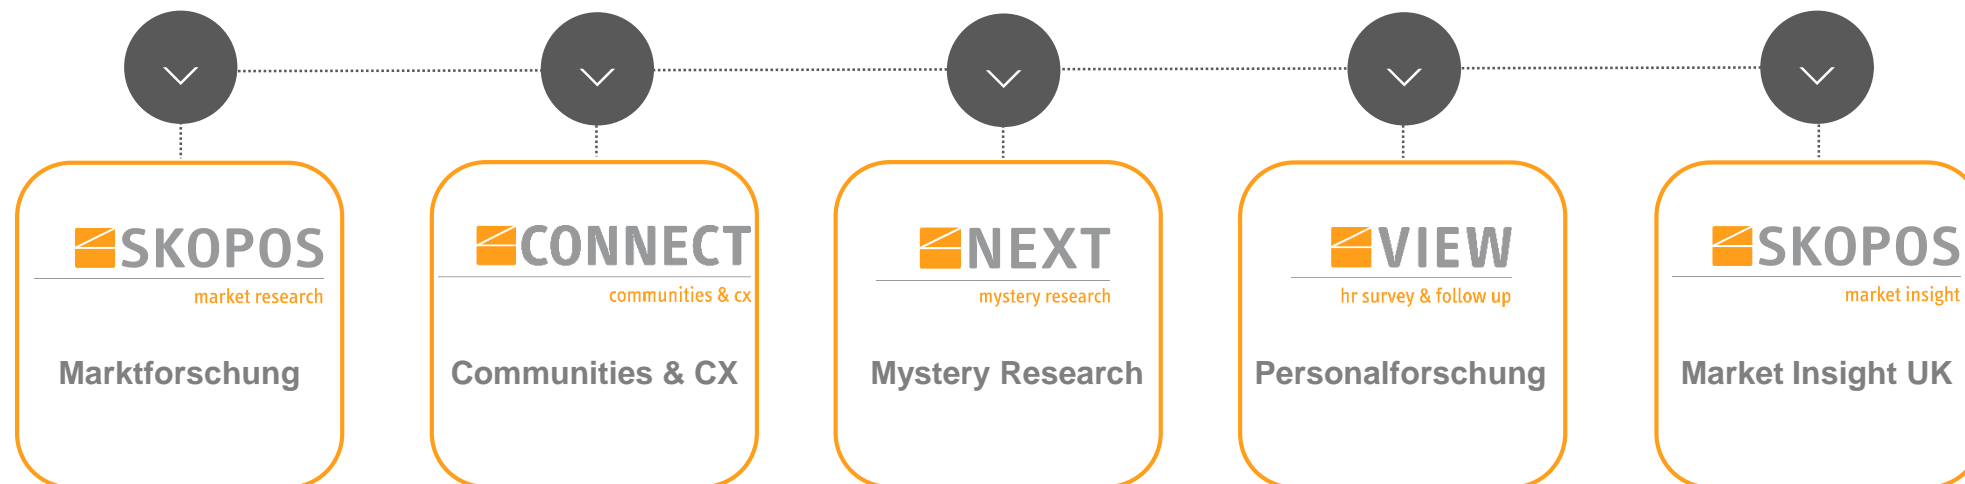 SKOPOS
market research
Marktforschung
CONNECT
communities & cx
Communities & CX
NEXT
mystery research
Mystery Research
VIEW
hr survey & follow up
Personalforschung
SKOPOS
market insight
Market Insight UK